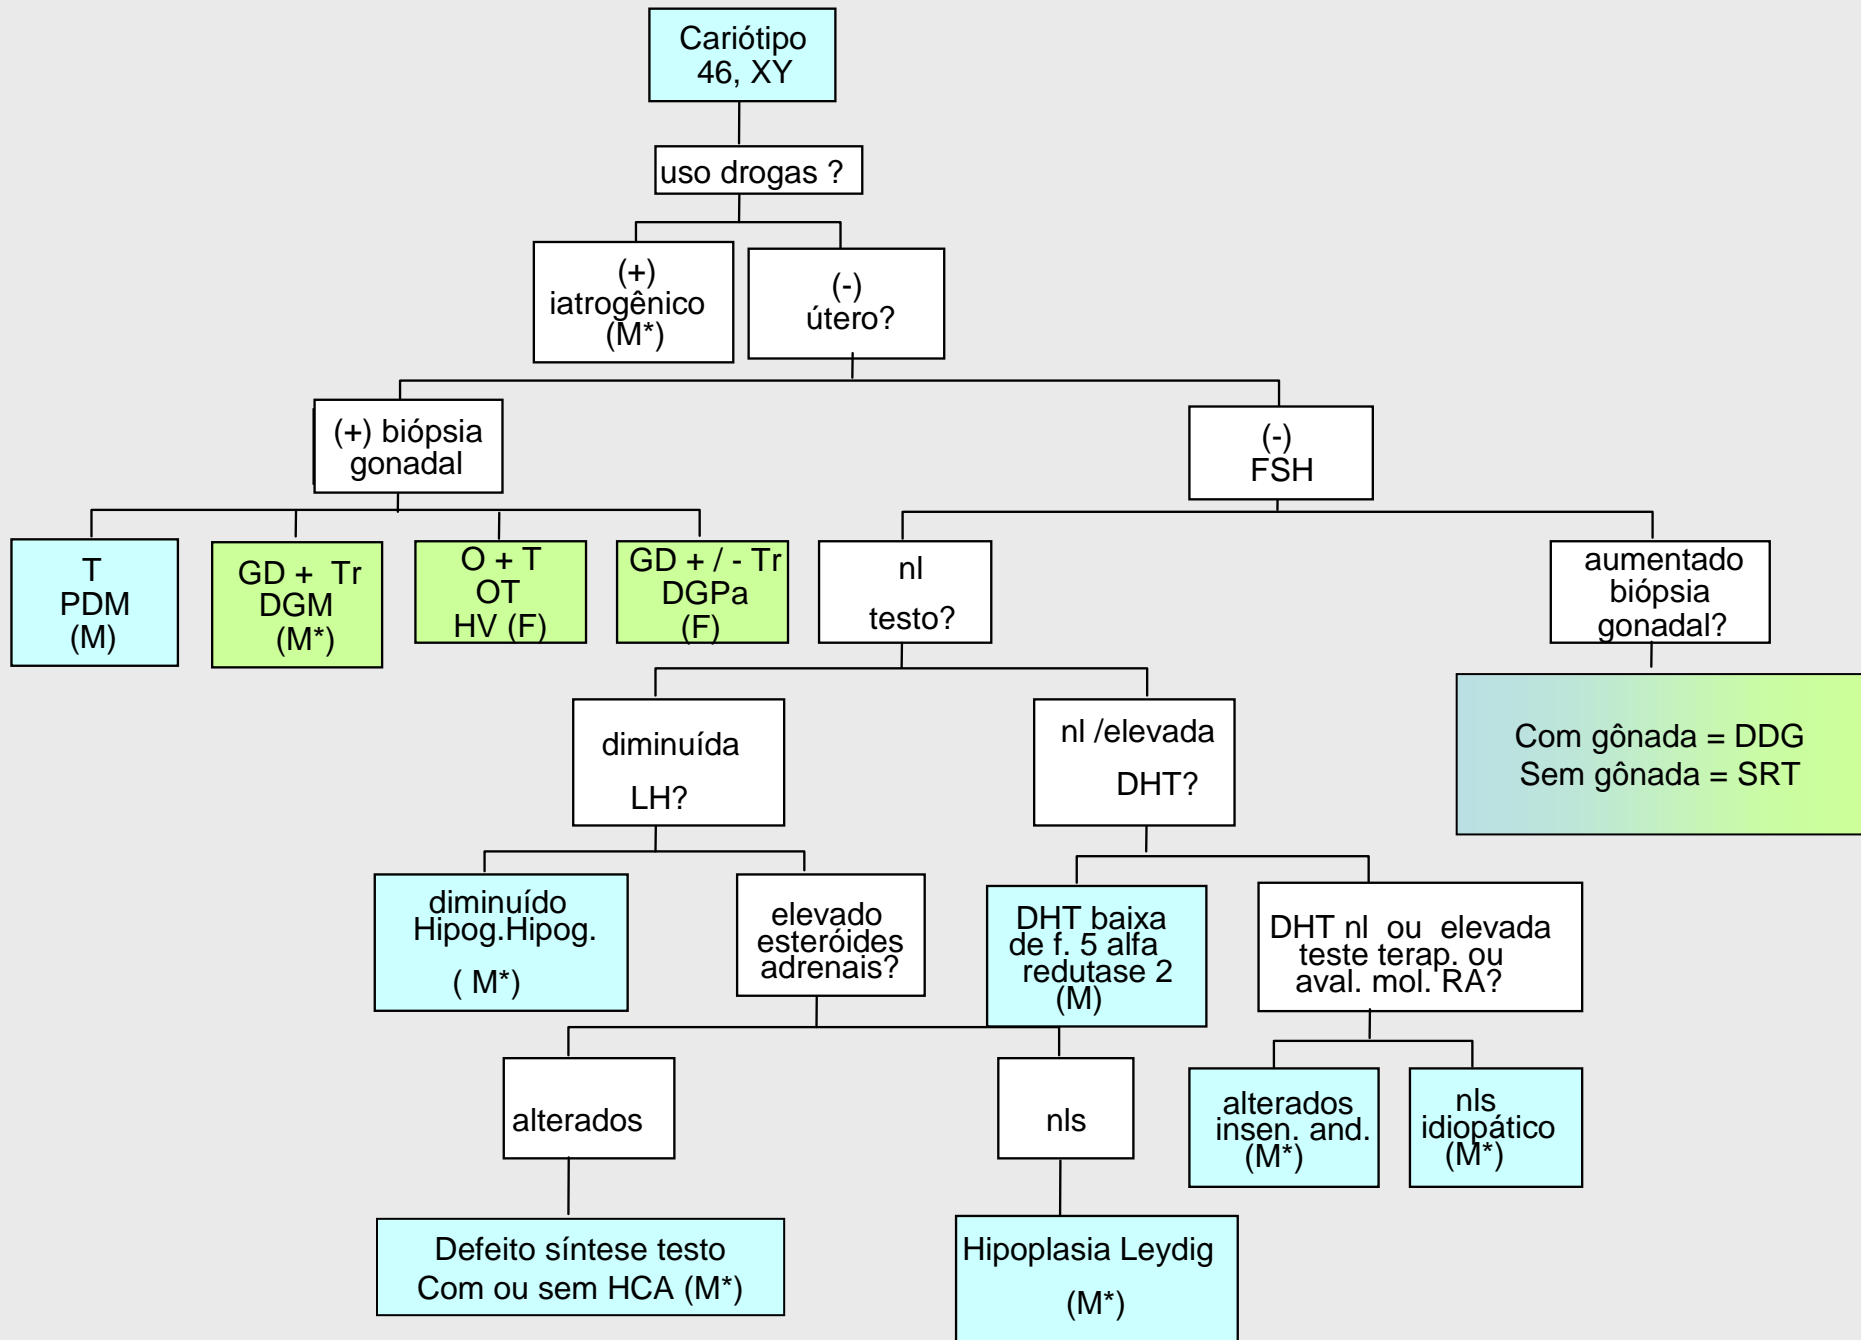 Cariótipo
46, XY
uso drogas ?
(+)
iatrogênico
(M*)
(-)
útero?
(+) biópsia
gonadal
(-)
FSH
T
PDM
(M)
GD + Tr
DGM
(M*)
O + T
OT
HV (F)
GD + / - Tr
DGPa
(F)
nl
testo?
aumentado
biópsia
gonadal?
diminuída
LH?
nl /elevada
DHT?
Com gônada = DDG
Sem gônada = SRT
diminuído
Hipog.Hipog.
( M*)
elevado
esteróides
adrenais?
DHT baixa
de f. 5 alfa
redutase 2
(M)
DHT nl ou elevada
teste terap. ou
aval. mol. RA?
alterados
nls
alterados
insen. and.
(M*)
nls
idiopático
(M*)
Defeito síntese testo
Com ou sem HCA (M*)
Hipoplasia Leydig
(M*)